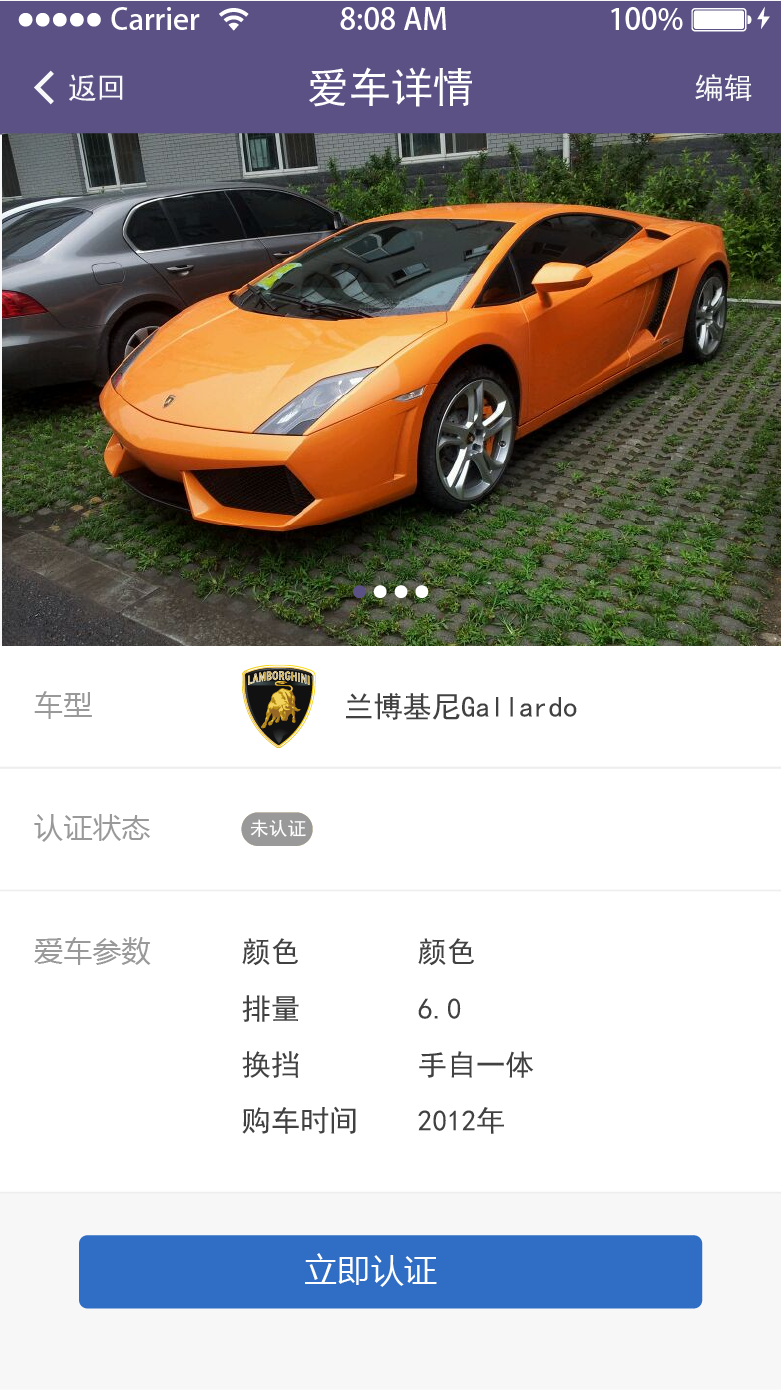 Carrier 8:08 AM 100%
返回 爱车详情 编辑
车型 LAMBORGHINI 兰博基尼Gallardo
认证状态 未认证
爱车参数 颜色 颜色
排量 6.0
换挡 手自一体
购车时间 2012年
立即认证